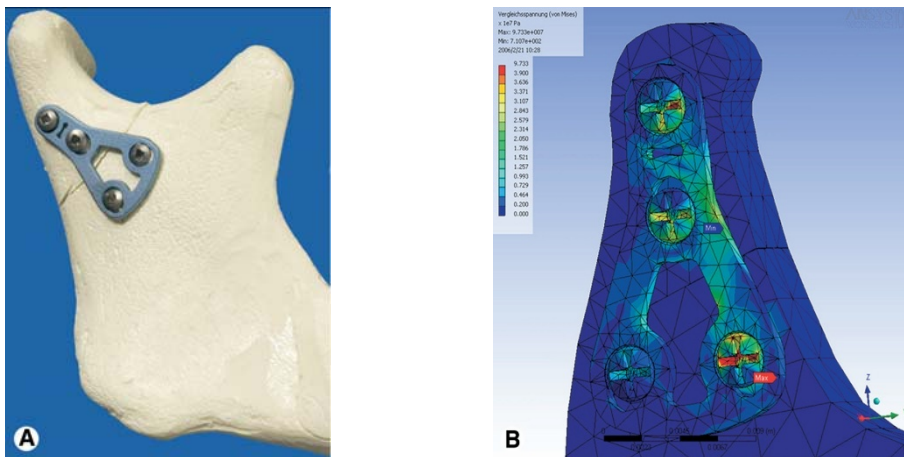 A
Vergleichsspannung (von Mises)
x 1e7 Pa
Max: 9.733e+007
Min: 7.107e+002
2006/2/21 10:28
9.733
3.900
3.636
3.371
3.107
2.843
2.579
2.314
2.050
1.786
1.521
1.257
0.993
0.729
0.464
0.200
0.000
Min
Max
Z
B